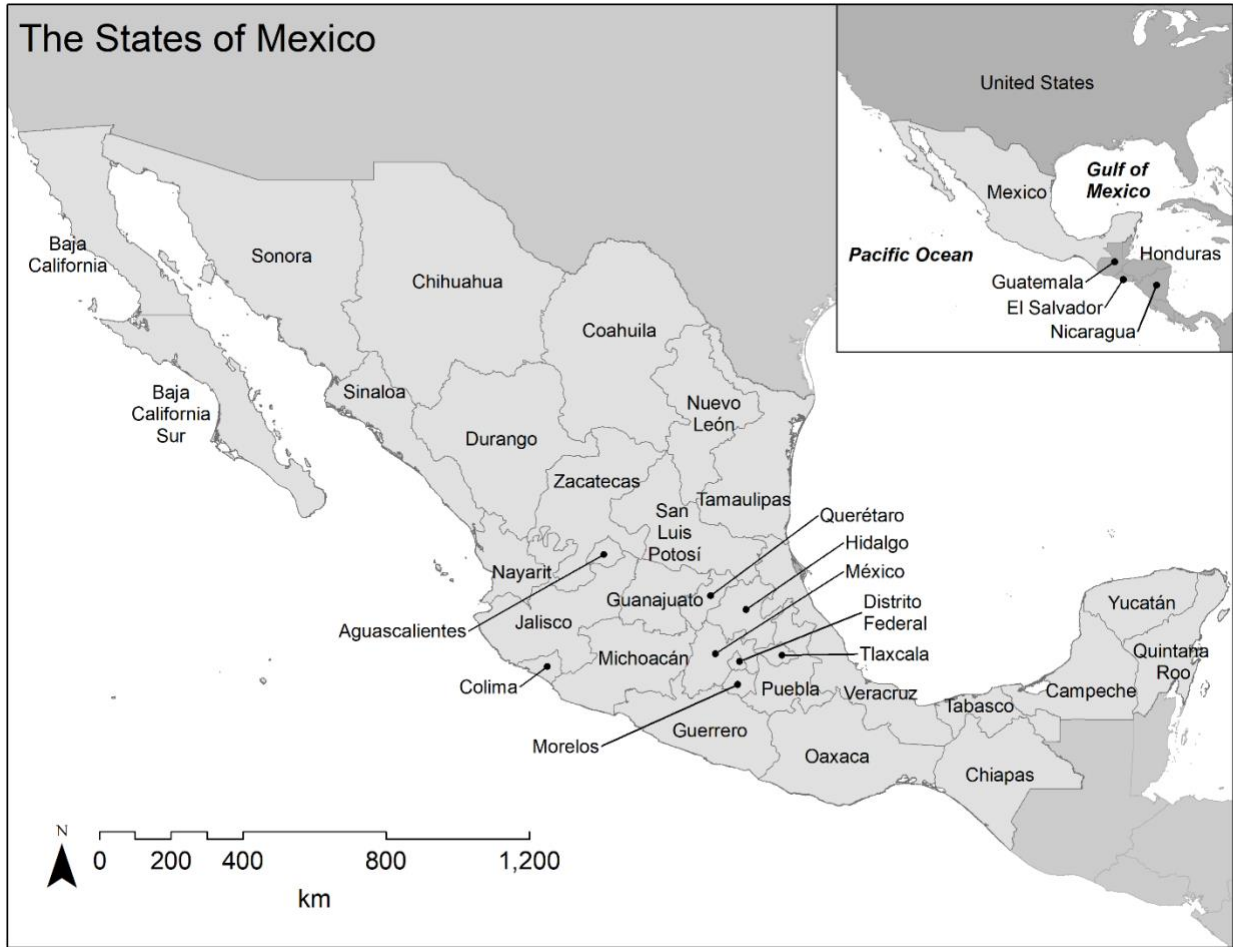 The States of Mexico
United States
Gulf of
Mexico
Mexico
Pacific Ocean
Honduras
Guatemala
El Salvador
Nicaragua
Baja
California
Sonora
Chihuahua
Coahuila
Baja
California
Sur
Sinaloa
Nuevo
León
Durango
Zacatecas
Tamaulipas
San
Luis
Potosí
Querétaro
Hidalgo
México
Distrito
Federal
Tlaxcala
Nayarit
Guanajuato
Jalisco
Aguascalientes
Michoacán
Colima
Puebla
Veracruz
Morelos
Guerrero
Oaxaca
Tabasco
Chiapas
Campeche
Yucatán
Quintana
Roo
N
0 200 400 800 1,200
km